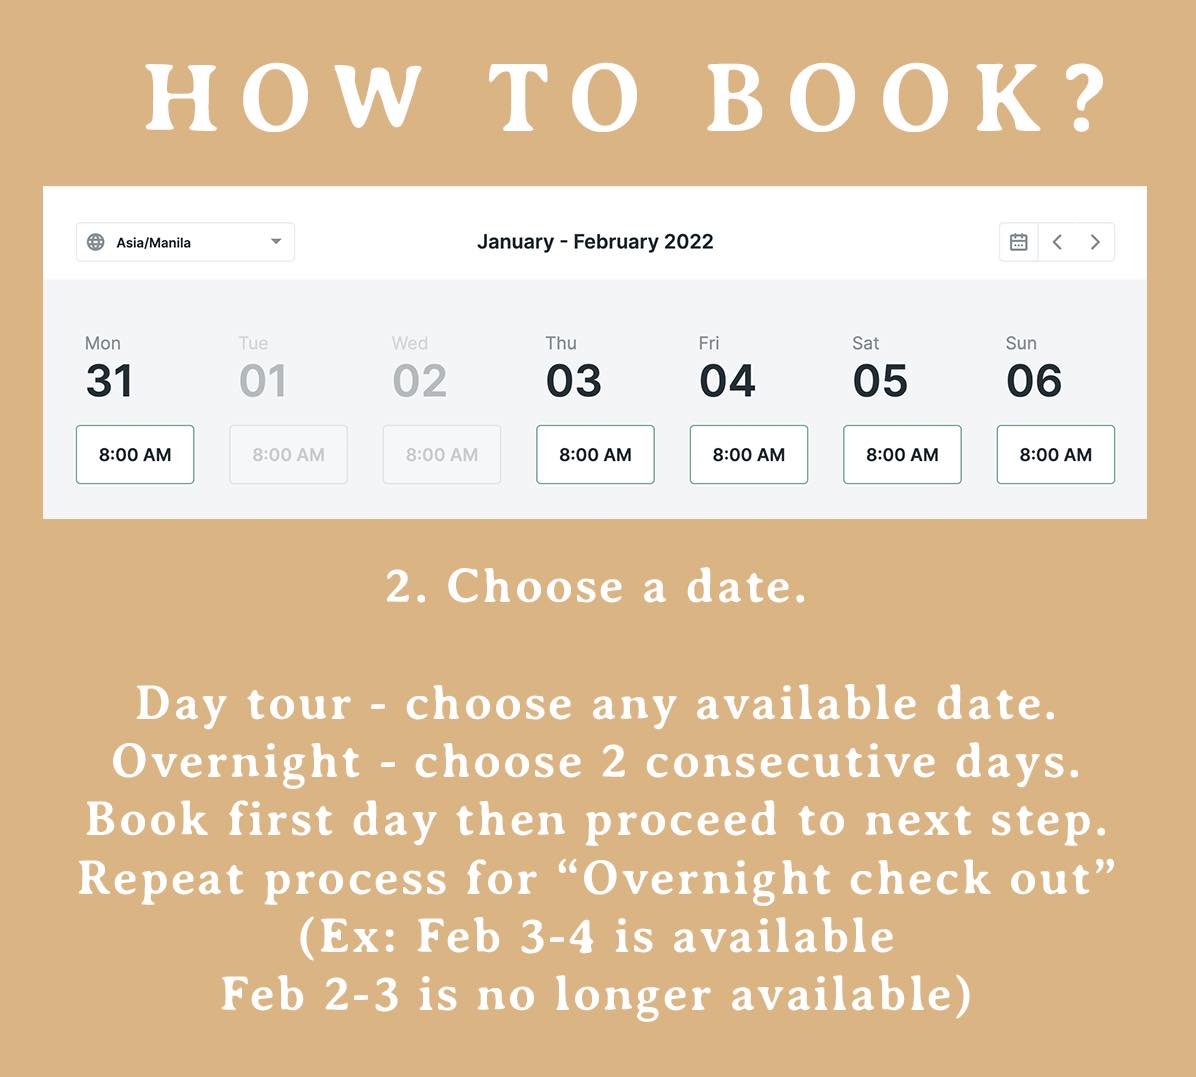 HOW TO BOOK?
Asia/Manila
January - February 2022
Mon Tue Wed Thu Fri Sat Sun
31 01 02 03 04 05 06
8:00 AM 8:00 AM 8:00 AM 8:00 AM 8:00 AM 8:00 AM 8:00 AM
2. Choose a date.
Day tour - choose any available date.
Overnight - choose 2 consecutive days.
Book first day then proceed to next step.
Repeat process for “Overnight check out”
(Ex: Feb 3-4 is available
Feb 2-3 is no longer available)